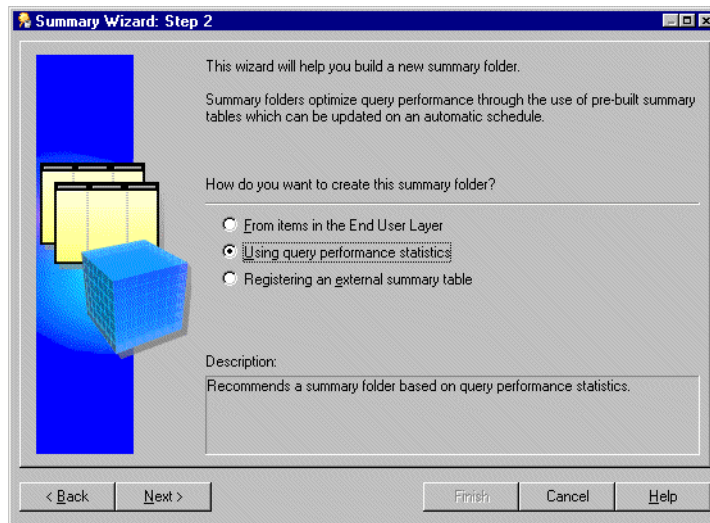 Summary Wizard: Step 2
This wizard will help you build a new summary folder.
Summary folders optimize query performance through the use of pre-built summary
tables which can be updated on an automatic schedule.
How do you want to create this summary folder?
From items in the End User Layer
Using query performance statistics
Registering an external summary table
Description:
Recommends a summary folder based on query performance statistics.
< Back
Next >
Finish
Cancel
Help